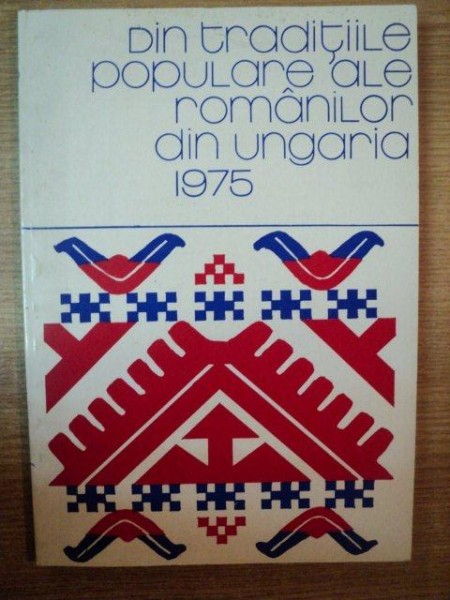 Din tradiţiile
populare ale
românilor
din ungaria
1975